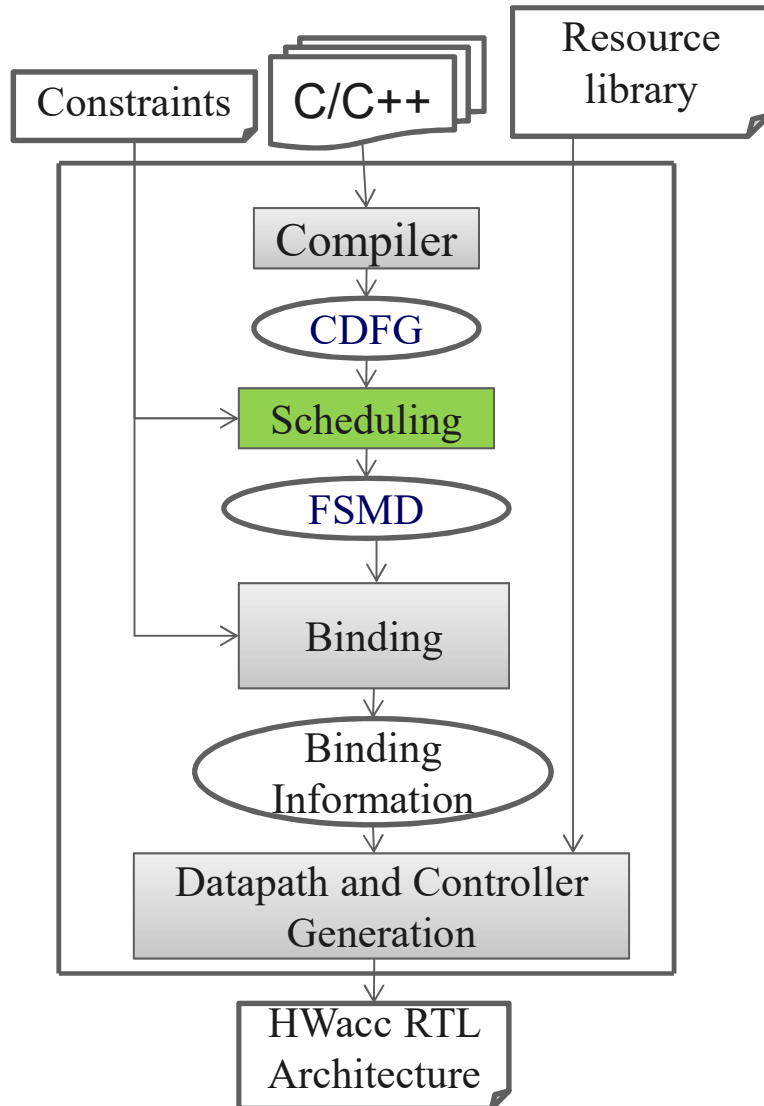 Constraints
C/C++
Resource
library
Compiler
CDFG
Scheduling
FSMD
Binding
Binding
Information
Datapath and Controller
Generation
HWacc RTL
Architecture